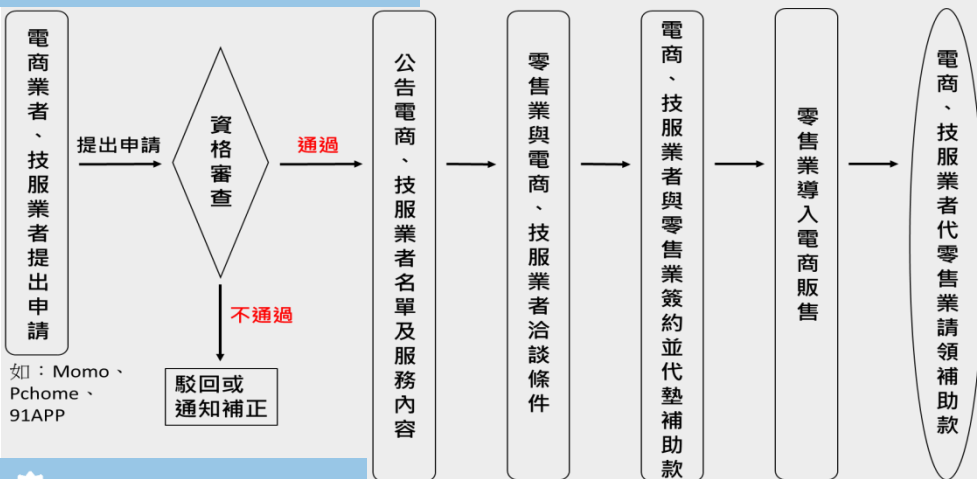 電商業者、技服業者提出申請
提出申請
資格審查
通過
不通過
駁回或
通知補正
公告電商、技服業者名單及服務內容
零售業與電商、技服業者洽談條件
電商、技服業者與零售業簽約並代墊補助款
零售業導入電商販售
電商、技服業者代零售業請領補助款
如：Momo、
Pchome、
91APP